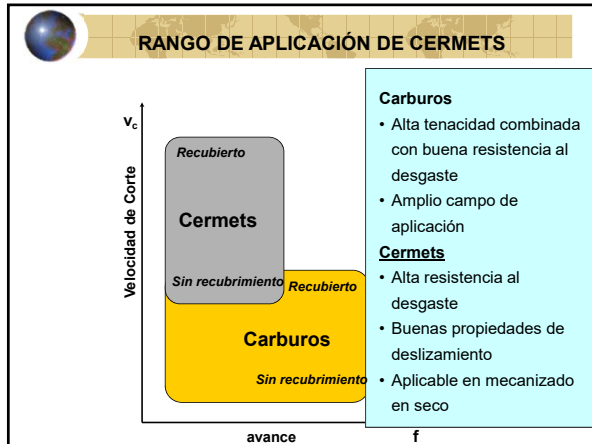 RANGO DE APLICACIÓN DE CERMETS
vc
Velocidad de Corte
Recubierto
Cermets
Sin recubrimiento
Recubierto
Carburos
Sin recubrimiento
avance
f
Carburos
• Alta tenacidad combinada
con buena resistencia al
desgaste
• Amplio campo de
aplicación
Cermets
• Alta resistencia al
desgaste
• Buenas propiedades de
deslizamiento
• Aplicable en mecanizado
en seco